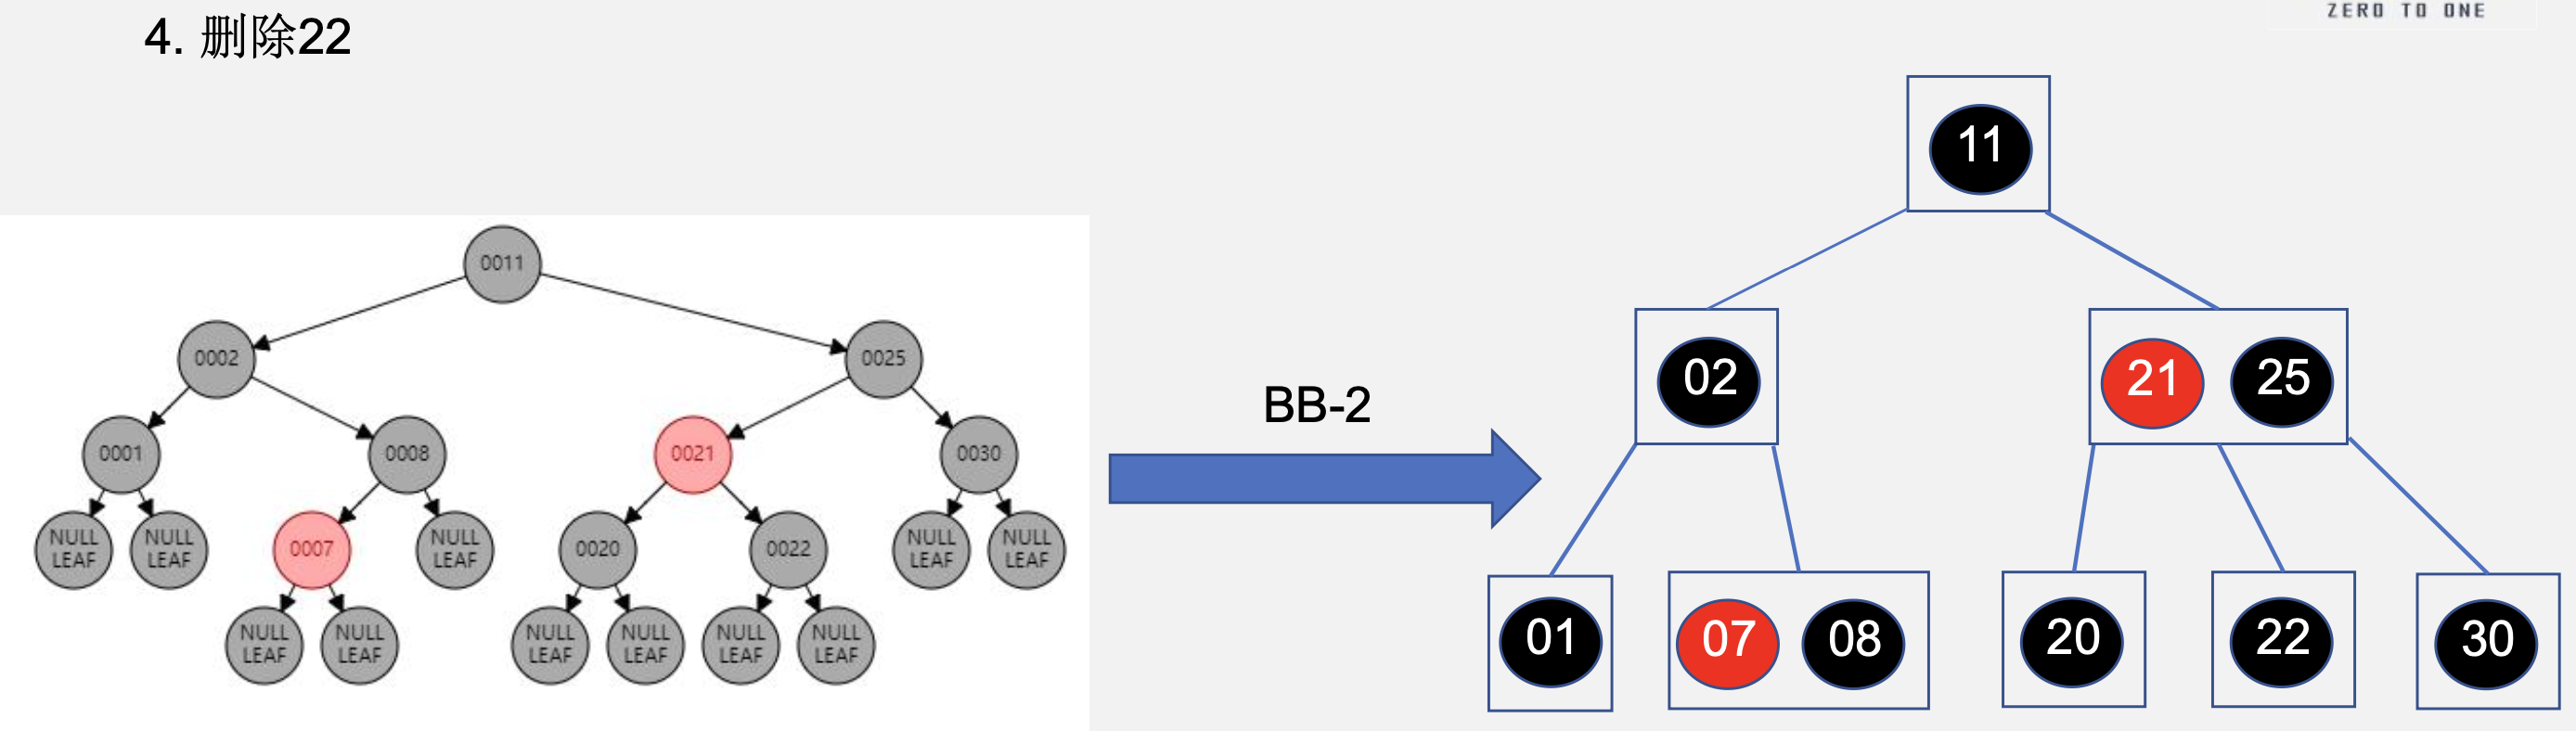 ZERO TO ONE
4. 删除22
0011
0002
0025
0001
0008
0021
0030
NULL
LEAF
NULL
LEAF
0007
NULL
LEAF
0020
0022
NULL
LEAF
NULL
LEAF
NULL
LEAF
NULL
LEAF
NULL
LEAF
NULL
LEAF
NULL
LEAF
NULL
LEAF
BB-2
11
02
21
25
01
07
08
20
22
30